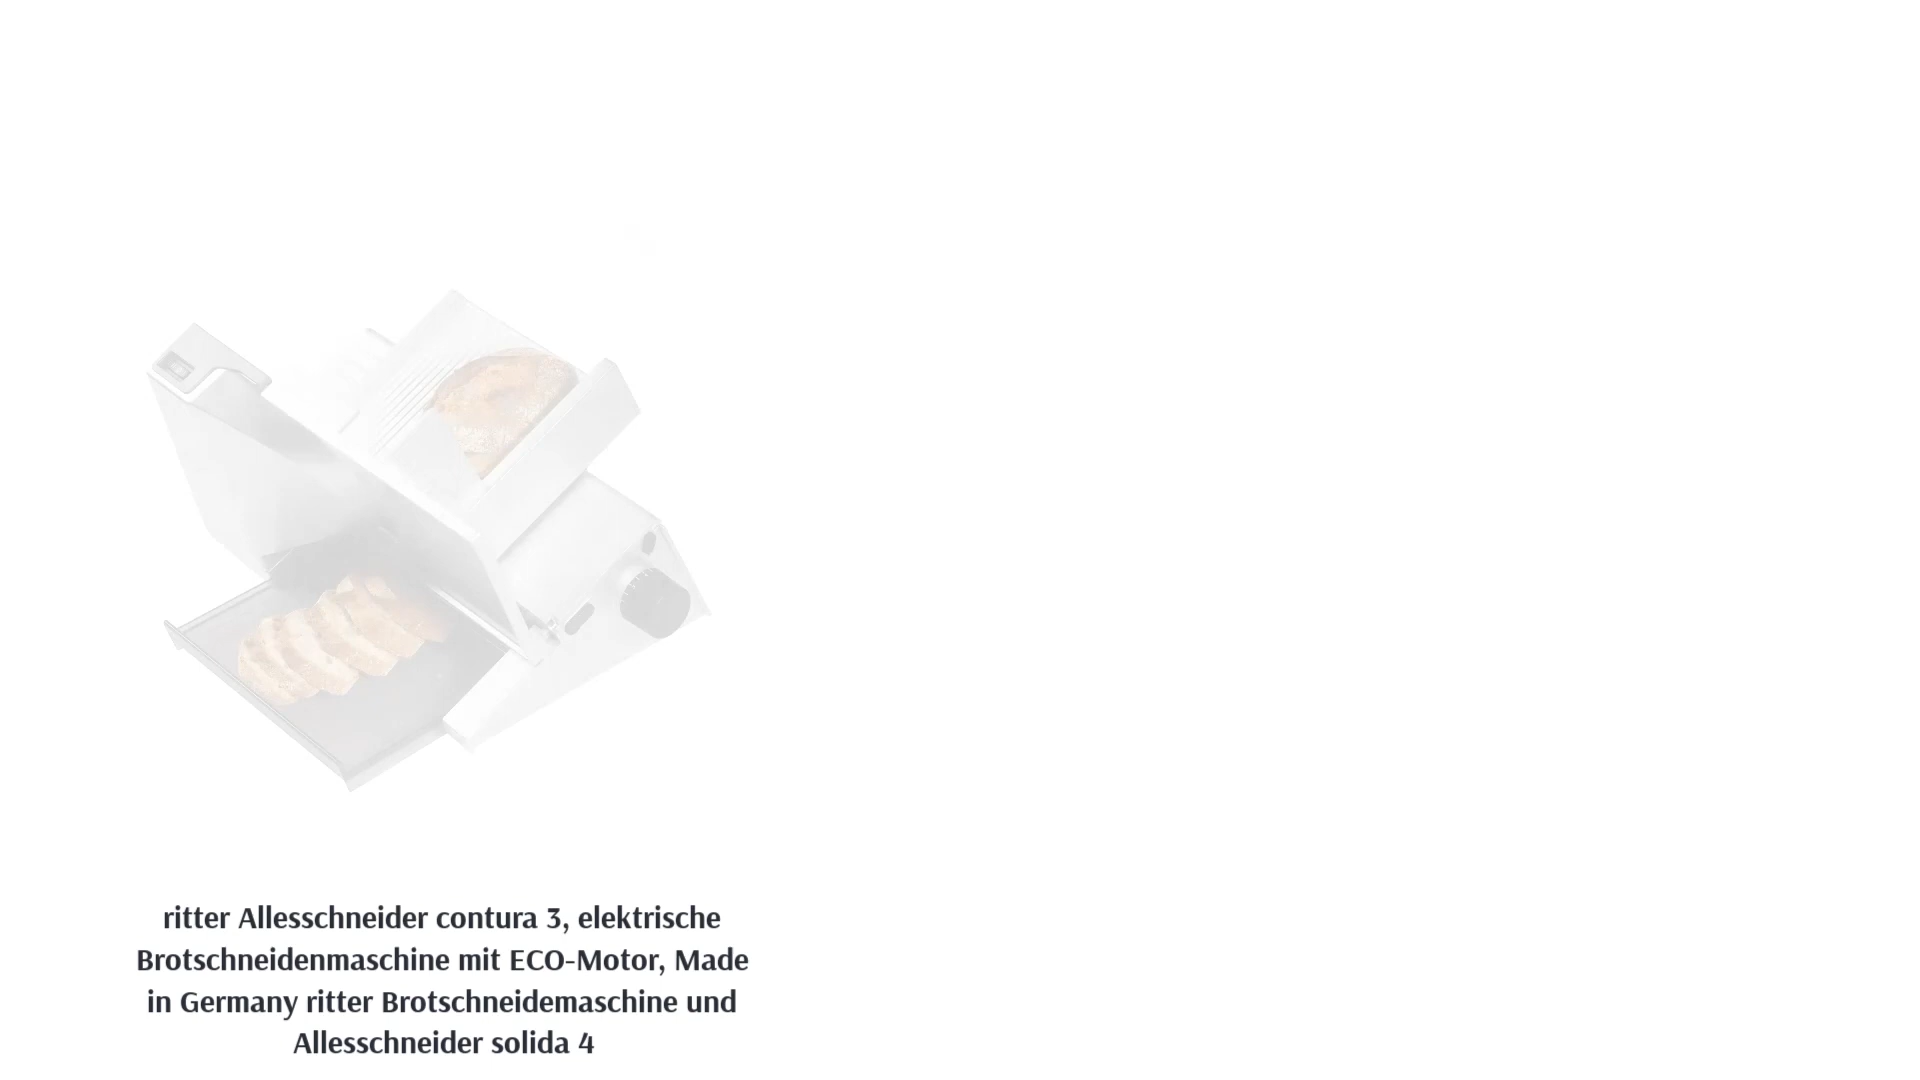 ritter Allesschneider contura 3, elektrische
Brotschneidenmaschine mit ECO-Motor, Made
in Germany ritter Brotschneidemaschine und
Allesschneider solida 4